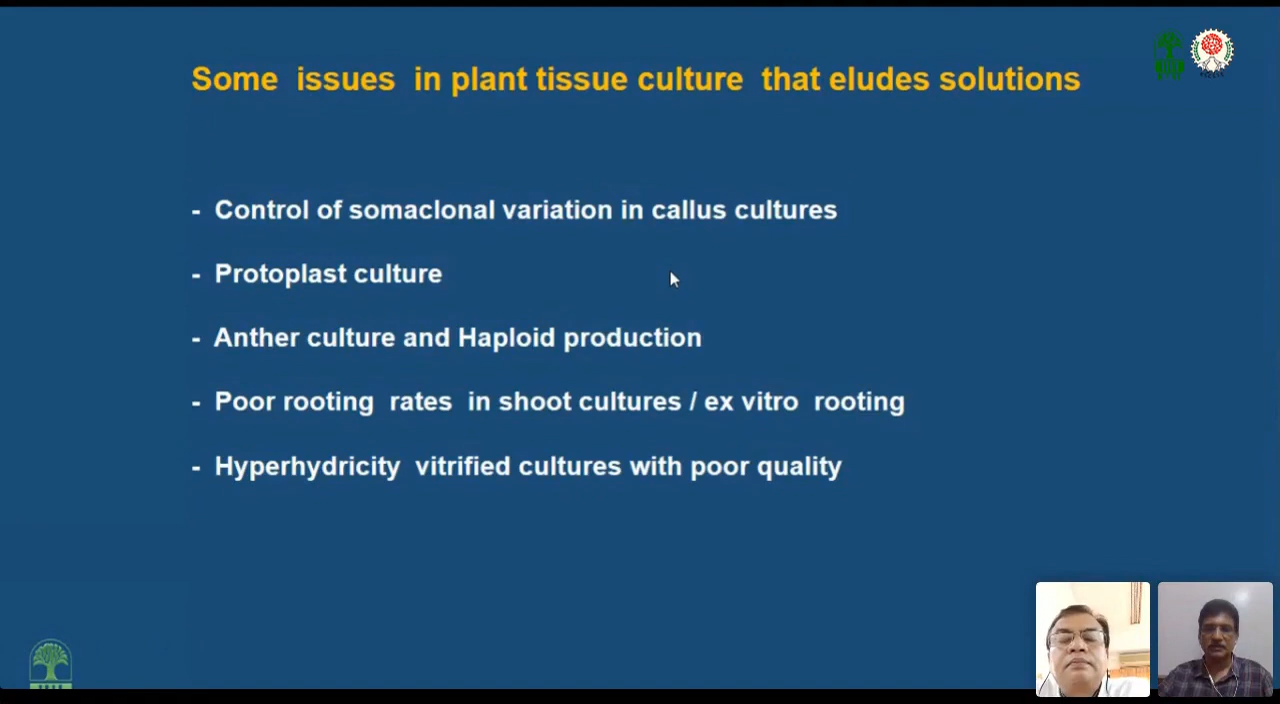 Some issues in plant tissue culture that eludes solutions
- Control of somaclonal variation in callus cultures
- Protoplast culture
- Anther culture and Haploid production
- Poor rooting rates in shoot cultures / ex vitro rooting
- Hyperhydricity vitrified cultures with poor quality